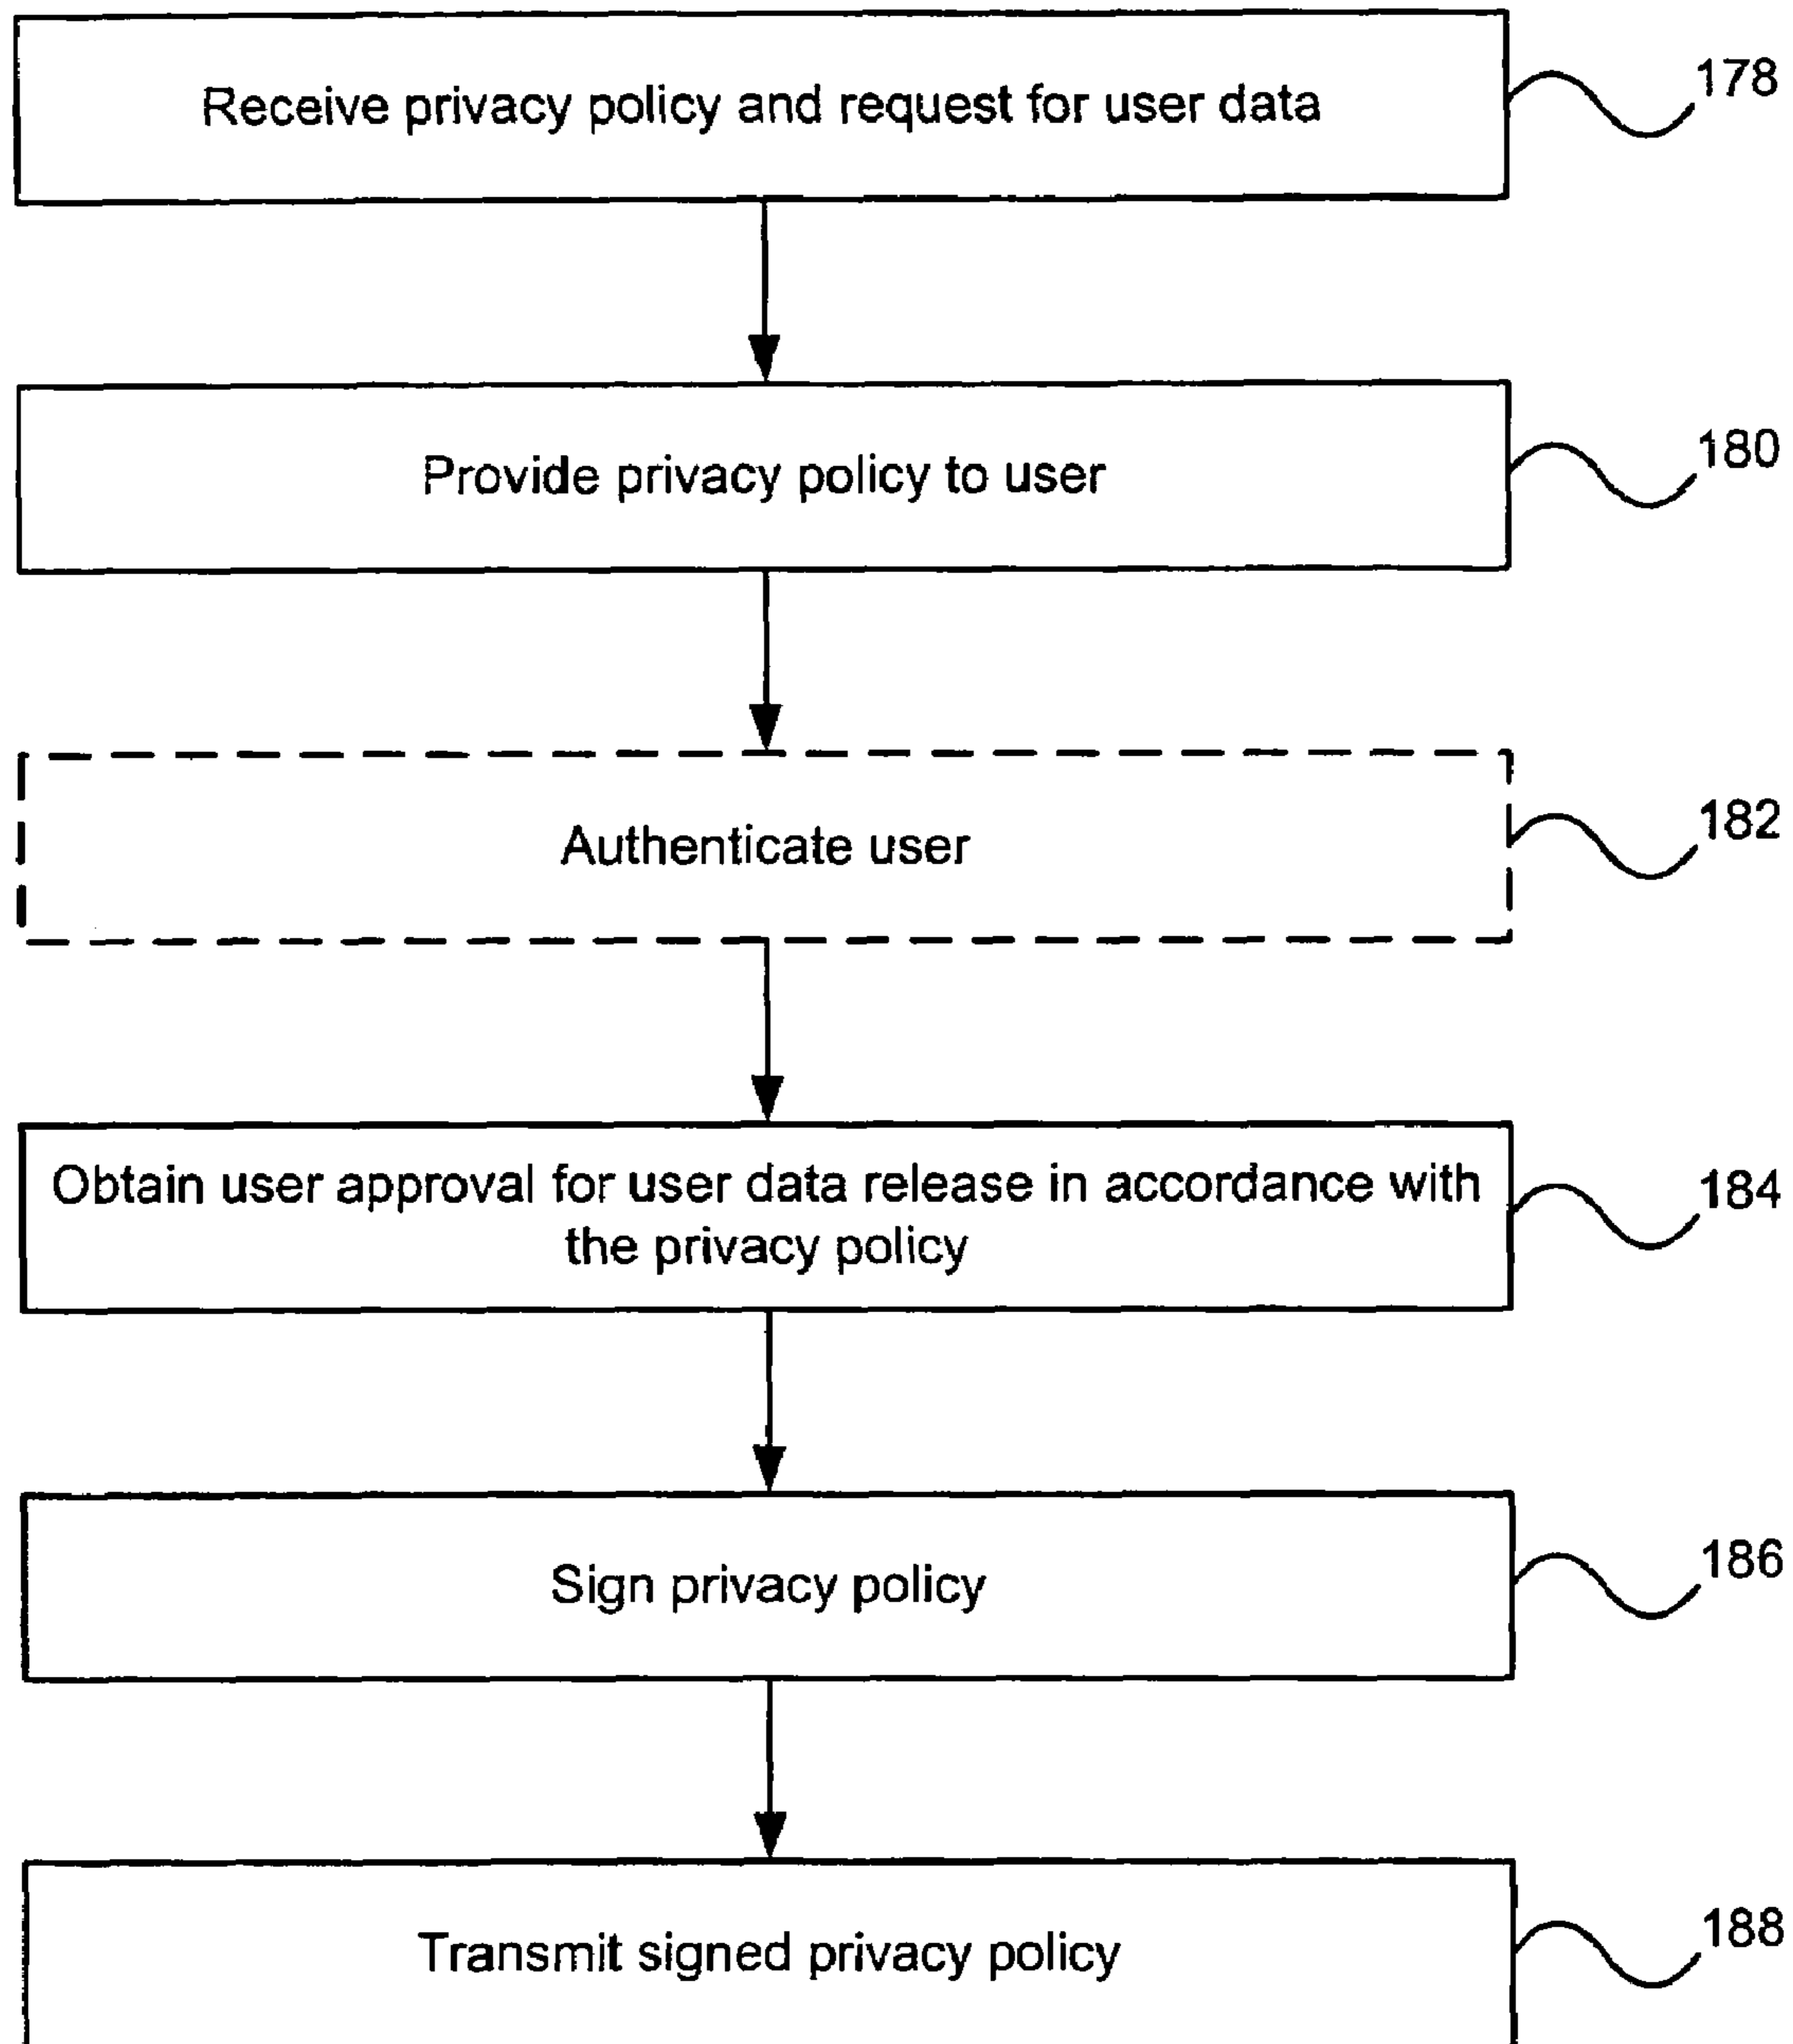 Receive privacy policy and request for user data
178
Provide privacy policy to user
180
Authenticate user
182
Obtain user approval for user data release in accordance with
the privacy policy
184
Sign privacy policy
186
Transmit signed privacy policy
188